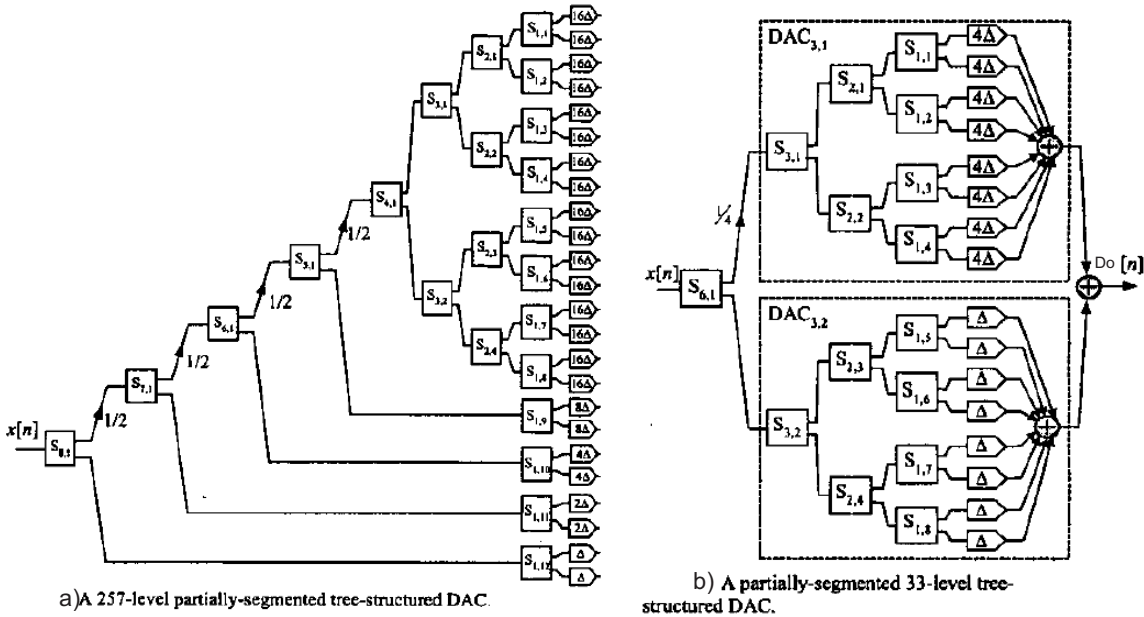 16Δ
S1,1
16Δ
S2,1
16Δ
S1,2
16Δ
S3,1
16Δ
S1,3
16Δ
S2,2
16Δ
S1,4
16Δ
S4,1
1/2
16Δ
S1,5
16Δ
S2,3
16Δ
S1,6
16Δ
S5,1
1/2
S3,2
16Δ
S1,7
16Δ
S2,4
16Δ
S1,8
16Δ
S6,1
1/2
8Δ
S1,9
8Δ
S7,1
1/2
4Δ
S1,10
4Δ
x[n]
S8,1
2Δ
S1,11
2Δ
Δ
S1,12
Δ
a)A 257-level partially-segmented tree-structured DAC.
DAC3,1
4Δ
S1,1
4Δ
S2,1
4Δ
S1,2
4Δ
S3,1
4Δ
S1,3
4Δ
S2,2
4Δ
S1,4
4Δ
1/4
x[n]
S6,1
Do [n]
DAC3,2
Δ
S1,5
Δ
S2,3
Δ
S1,6
Δ
S3,2
Δ
S1,7
Δ
S2,4
Δ
S1,8
Δ
b) A partially-segmented 33-level tree-
structured DAC.